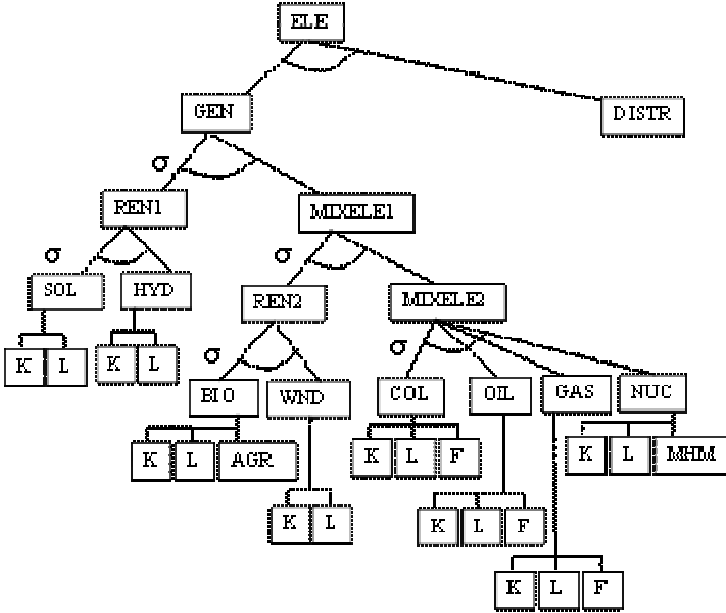 ELE
GEN
DISTR
σ
REN1
MIXELE1
σ
σ
SOL
HYD
REN2
MIXELE2
K L
K L
σ
σ
BIO
WND
COL
OIL
GAS
NUC
K L AGR
K L F
K L MHM
K L
K L F
K L F